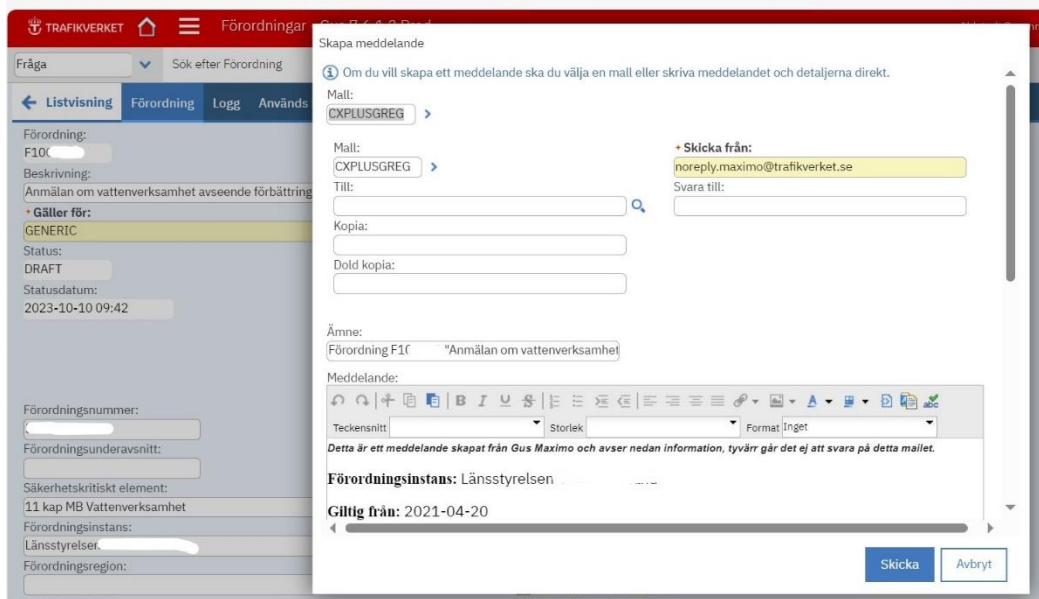 TRAFIKVERKET
Förordningar
Fråga
Sök efter Förordning
Listvisning
Förordning
Logg
Används
Förordning:
F10
Beskrivning:
Anmälan om vattenverksamhet avseende förbättring
Gäller för:
GENERIC
Status:
DRAFT
Statusdatum:
2023-10-10 09:42
Förordningsnummer:
Förordningsunderavsnitt:
Säkerhetskritiskt element:
11 kap MB Vattenverksamhet
Förordningsinstans:
Länsstyrelsen
Förordningsregion:
Skapa meddelande
Om du vill skapa ett meddelande ska du välja en mall eller skriva meddelandet och detaljerna direkt.
Mall:
CXPLUSGREG
Mall:
CXPLUSGREG
Skicka från:
noreply.maximo@trafikverket.se
Till:
Svara till:
Kopia:
Dold kopia:
Ämne:
Förordning F10 "Anmälan om vattenverksamhet
Meddelande:
Teckensnitt
Storlek
Format Inget
Detta är ett meddelande skapat från Gus Maximo och avser nedan information, tyvärr går det ej att svara på detta mailet.
Förordningsinstans: Länsstyrelsen
Giltig från: 2021-04-20
Skicka
Avbryt